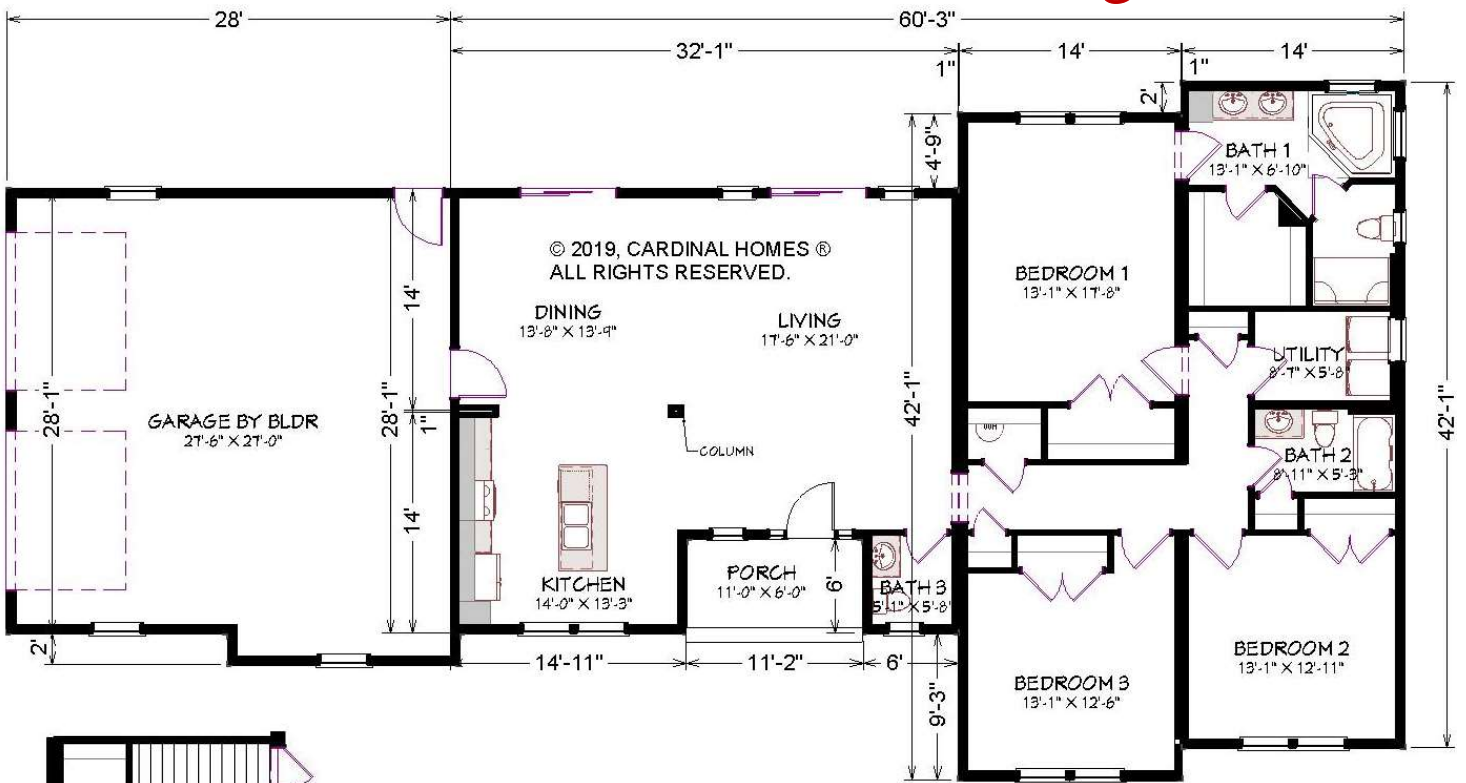 28'
60'-3"
32'-1"
14'
14'
1"
1"
2'
4'-9"
BATH 1
13'-1" X 6'-10"
© 2019, CARDINAL HOMES ®
ALL RIGHTS RESERVED.
BEDROOM 1
13'-1" X 17'-8"
14'
DINING
13'-8" X 13'-9"
LIVING
17'-6" X 21'-0"
UTILITY
8'-7" X 5'-8"
28'-1"
28'-1"
1"
42'-1"
42'-1"
GARAGE BY BLDR
27'-6" X 27'-0"
COLUMN
BATH 2
8'-11" X 5'-3"
14'
KITCHEN
14'-0" X 13'-3"
PORCH
11'-0" X 6'-0"
6'
BATH 3
5'-1" X 5'-8"
2'
14'-11"
11'-2"
6'
9'-3"
BEDROOM 3
13'-1" X 12'-6"
BEDROOM 2
13'-1" X 12'-11"